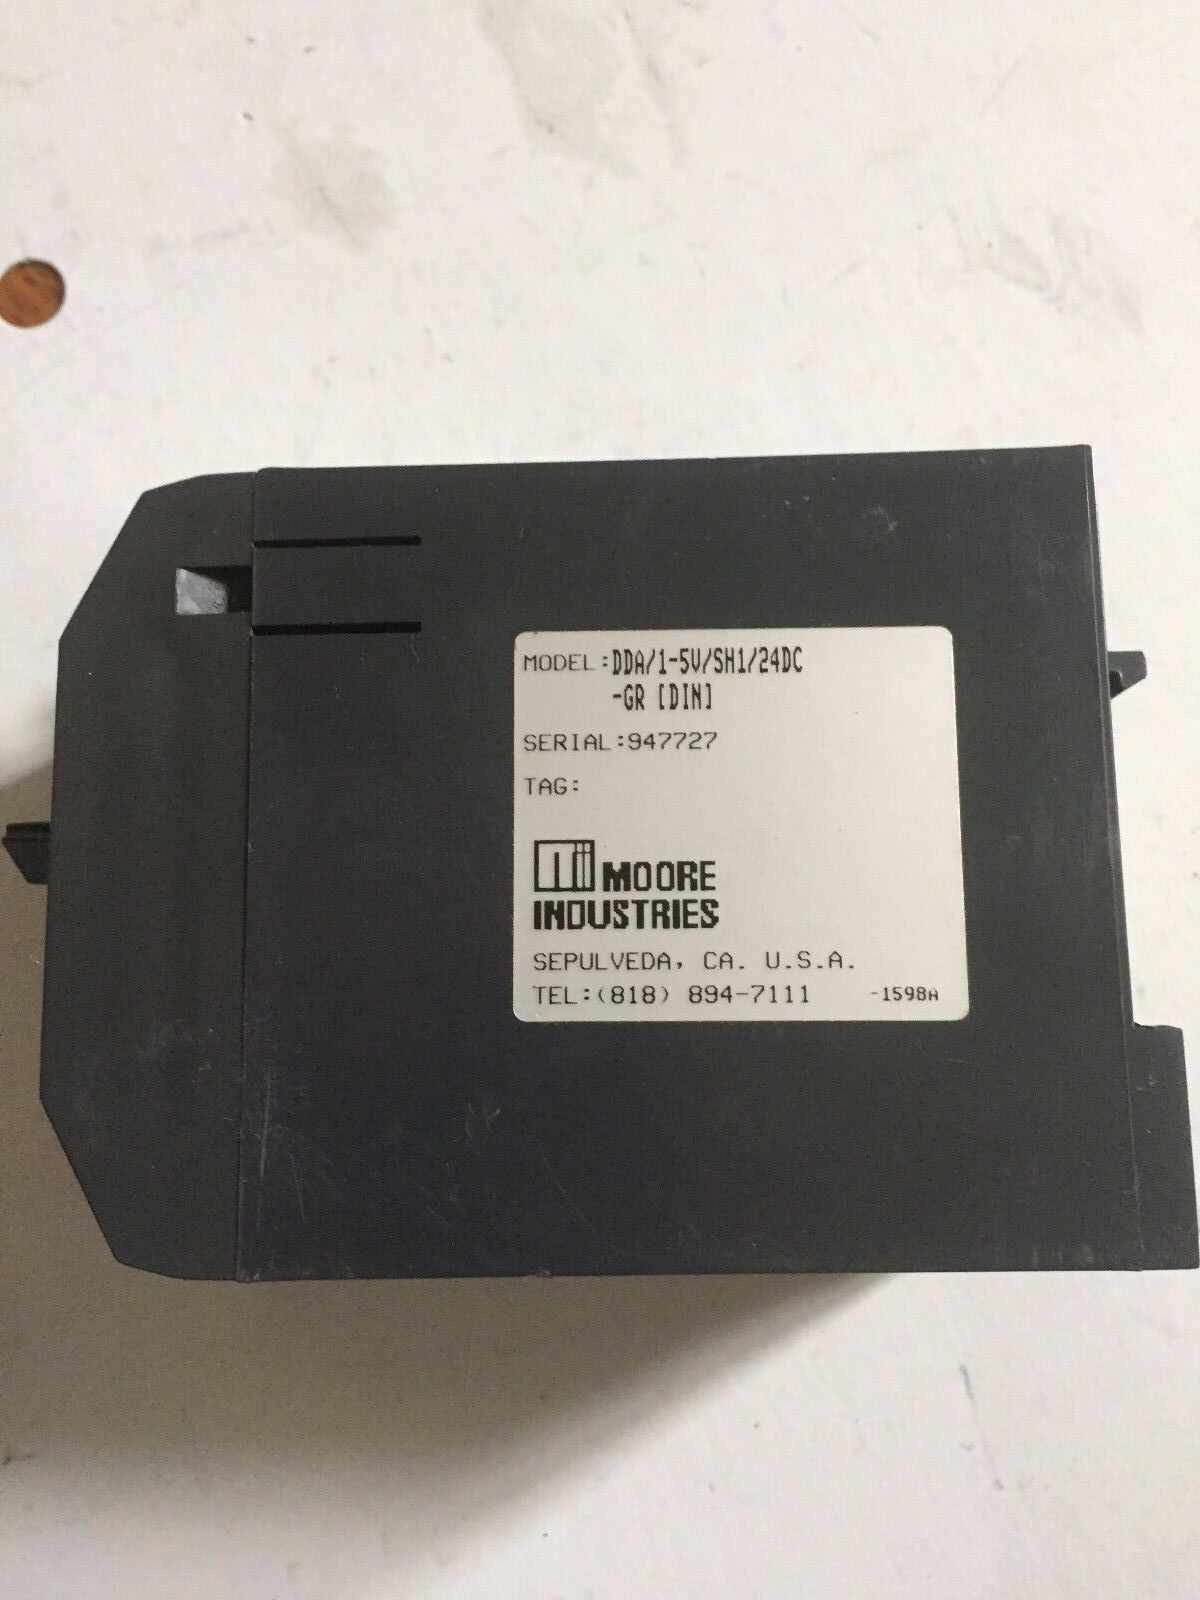 MODEL:DDA/1-5V/SH1/24DC
-GR [DIN]
SERIAL:947727
TAG:
MOORE
INDUSTRIES
SEPULVEDA, CA. U.S.A.
TEL:(818) 894-7111 -1598A